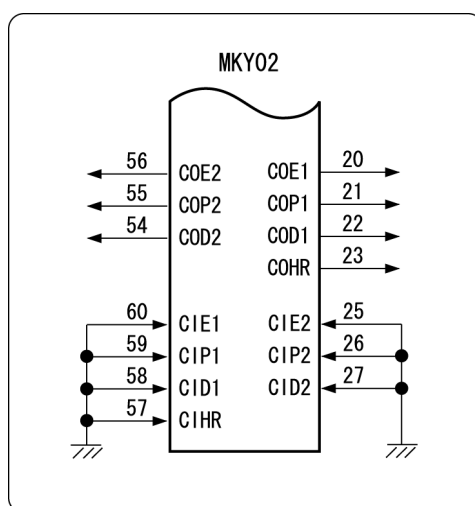 MKY02
56 COE2 COE1 20
55 COP2 COP1 21
54 COD2 COD1 22
COHR 23
60 CIE1 CIE2 25
59 CIP1 CIP2 26
58 CID1 CID2 27
57 CIHR